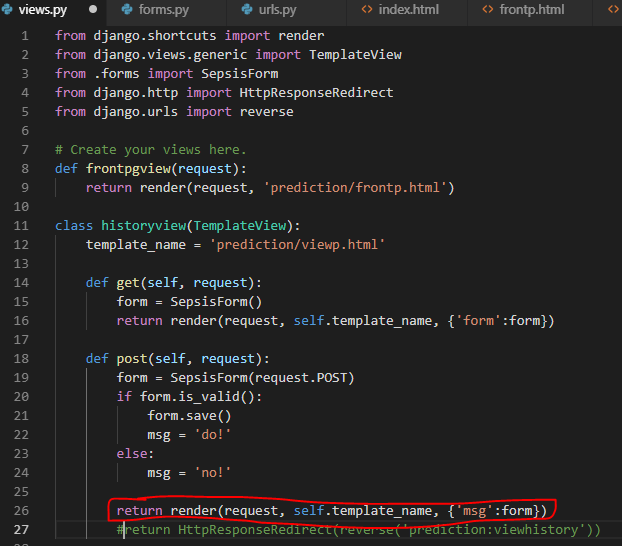 views.py forms.py urls.py index.html frontp.html
1 from django.shortcuts import render
2 from django.views.generic import TemplateView
3 from .forms import SepsisForm
4 from django.http import HttpResponseRedirect
5 from django.urls import reverse
6
7 # Create your views here.
8 def frontpgview(request):
9 return render(request, 'prediction/frontp.html')
10
11 class historyview(TemplateView):
12 template_name = 'prediction/viewp.html'
13
14 def get(self, request):
15 form = SepsisForm()
16 return render(request, self.template_name, {'form':form})
17
18 def post(self, request):
19 form = SepsisForm(request.POST)
20 if form.is_valid():
21 form.save()
22 msg = 'do!'
23 else:
24 msg = 'no!'
25
26 return render(request, self.template_name, {'msg':form})
27 #return HttpResponseRedirect(reverse('prediction:viewhistory'))